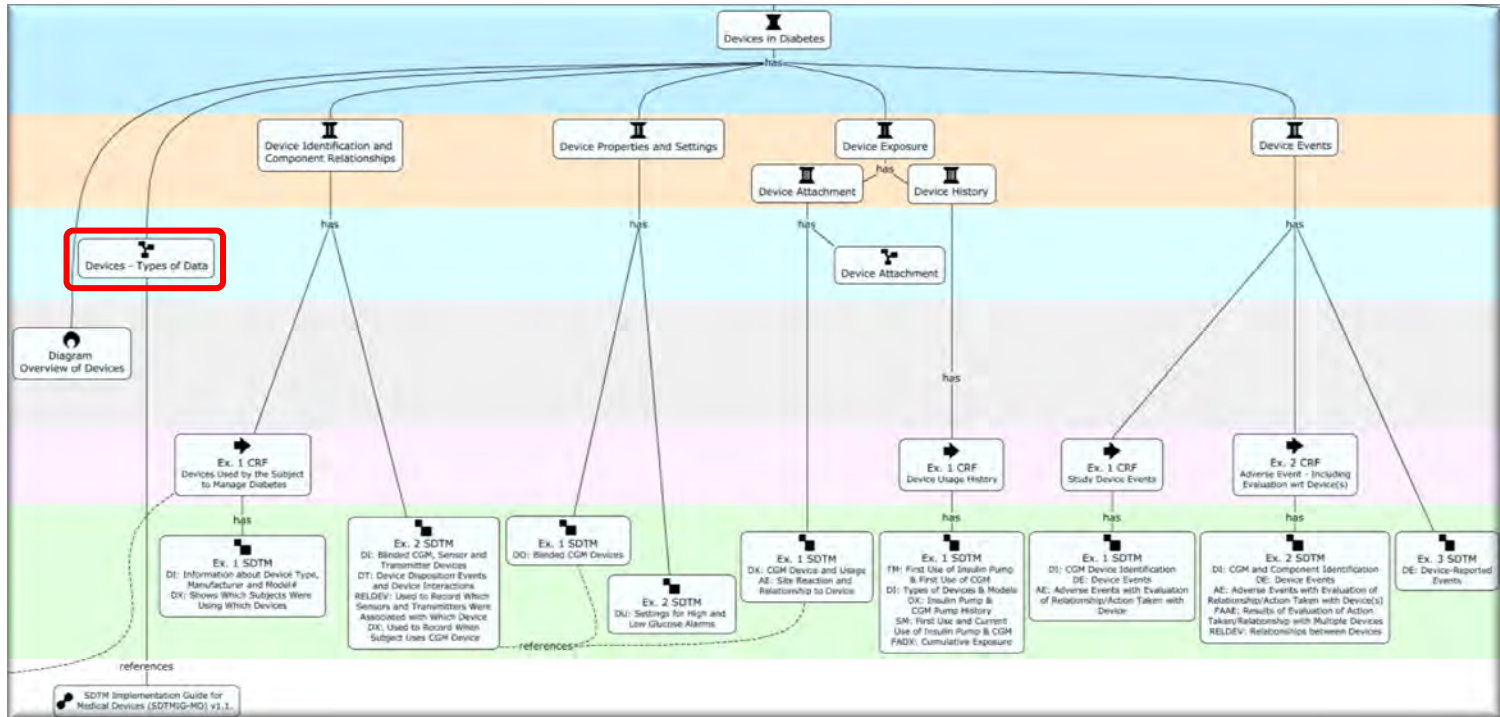 Devices in Diabetes
has
Device Identification and
Component Relationships
Device Properties and Settings
Device Exposure
has
Device Attachment
Device History
Device Events
has
has
has
has
Devices - Types of Data
Device Attachment
Diagram
Overview of Devices
has
Ex. 1 CRF
Devices Used by the Subject
to Manage Diabetes
Ex. 1 CRF
Device Usage History
Ex. 1 CRF
Study Device Events
Ex. 2 CRF
Adverse Event - Including
Evaluation wrt Device(s)
has
has
has
has
Ex. 1 SDTM
DI: Information about Device Type,
Manufacturer and Model#
DX: Shows Which Subjects Were
Using Which Devices
Ex. 2 SDTM
DI: Blinded CGM, Sensor and
Transmitter Devices
DT: Device Disposition Events
and Device Interactions
RELDEV: Used to Record Which
Sensors and Transmitters Were
Associated with Which Device
DX: Used to Record When
Subject Uses CGM Device
Ex. 1 SDTM
DO: Blinded CGM Devices
Ex. 2 SDTM
DU: Settings for High and
Low Glucose Alarms
Ex. 1 SDTM
DX: CGM Device and Usage
AE: Site Reaction and
Relationship to Device
Ex. 1 SDTM
TM: First Use of Insulin Pump
& First Use of CGM
DI: Types of Devices & Models
DX: Insulin Pump &
CGM Pump History
SM: First Use and Current
Use of Insulin Pump & CGM
FADX: Cumulative Exposure
Ex. 1 SDTM
DI: CGM Device Identification
DE: Device Events
AE: Adverse Events with Evaluation
of Relationship/Action Taken with
Device
Ex. 2 SDTM
DI: CGM and Component Identification
DE: Device Events
AE: Adverse Events with Evaluation of
Relationship/Action Taken with Device(s)
FAAE: Results of Evaluation of Action
Taken/Relationship with Multiple Devices
RELDEV: Relationships between Devices
Ex. 3 SDTM
DE: Device-Reported
Events
references
references
SDTM Implementation Guide for
Medical Devices (SDTMIG-MD) v1.1.